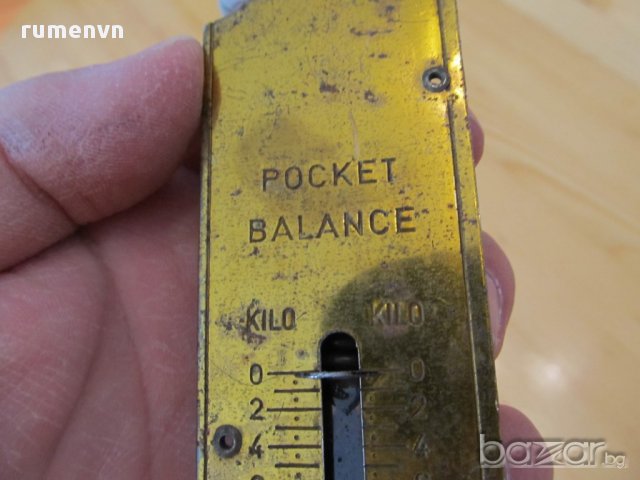 rumenvn
POCKET
BALANCE
KILO KILO
0 0
2 2
4 4
bazar.bg